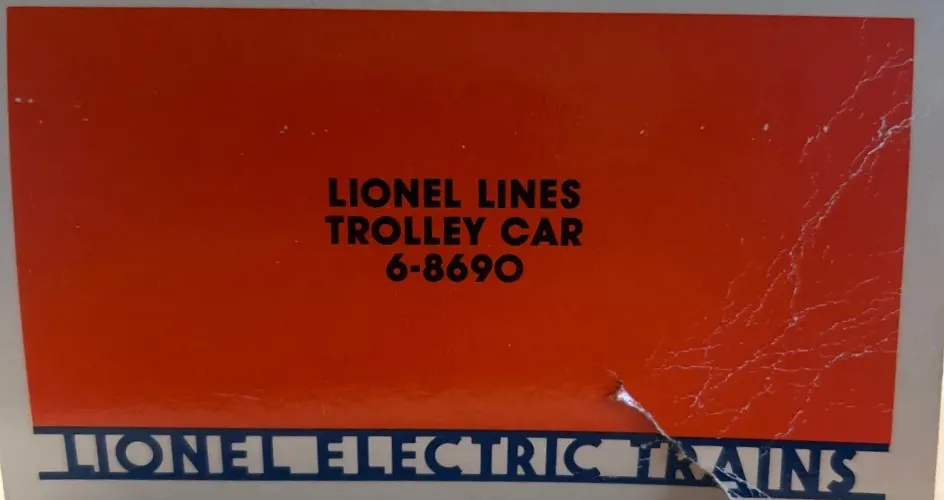 LIONEL LINES
TROLLEY CAR
6-8690
LIONEL ELECTRIC TRAINS